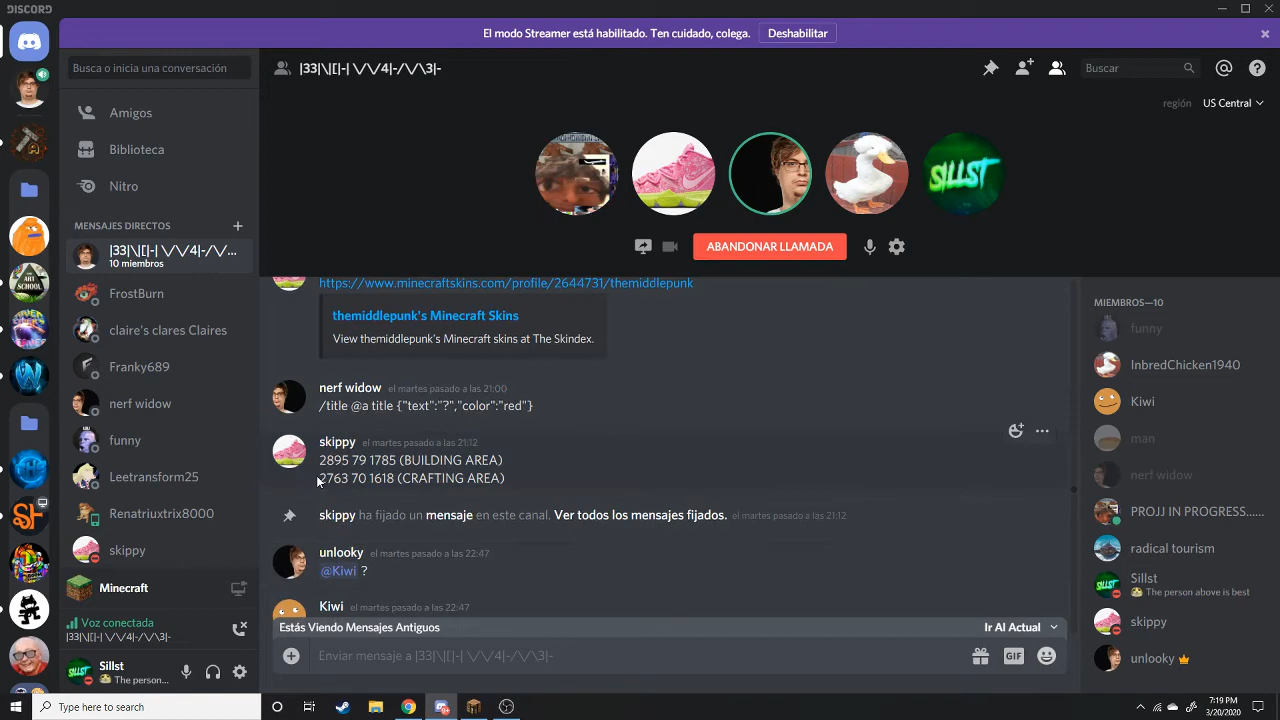 DISCORD
El modo Streamer está habilitado. Ten cuidado, colega.
Deshabilitar
Busca o inicia una conversación
|33|\|[|-| \/\/4|-/\/\3|-
Buscar
región
US Central
Amigos
Biblioteca
Nitro
MENSAJES DIRECTOS
|33|\|[|-| \/\/4|-/\/...
10 miembros
FrostBurn
claire's clares Claires
Franky689
nerf widow
funny
Leetransform25
Renatriuxtrix8000
skippy
Minecraft
Voz conectada
|33|\|[|-| \/\/4|-/\/\3|-
Sillst
The person...
SILLST
ABANDONAR LLAMADA
https://www.minecraftskins.com/profile/2644731/themiddlepunk
themiddlepunk's Minecraft Skins
View themiddlepunk's Minecraft skins at The Skindex.
nerf widow el martes pasado a las 21:00
/title @a title {"text":"?","color":"red"}
skippy el martes pasado a las 21:12
2895 79 1785 (BUILDING AREA)
2763 70 1618 (CRAFTING AREA)
skippy ha fijado un mensaje en este canal. Ver todos los mensajes fijados. el martes pasado a las 21:12
unlooky el martes pasado a las 22:47
@Kiwi ?
Kiwi el martes pasado a las 22:47
Estás Viendo Mensajes Antiguos
Ir Al Actual
Enviar mensaje a |33|\|[|-| \/\/4|-/\/\3|-
GIF
MIEMBROS—10
funny
InbredChicken1940
Kiwi
man
nerf widow
PROJJ IN PROGRESS......
radical tourism
Sillst
The person above is best
skippy
unlooky
Type here to search
7:19 PM
3/20/2020